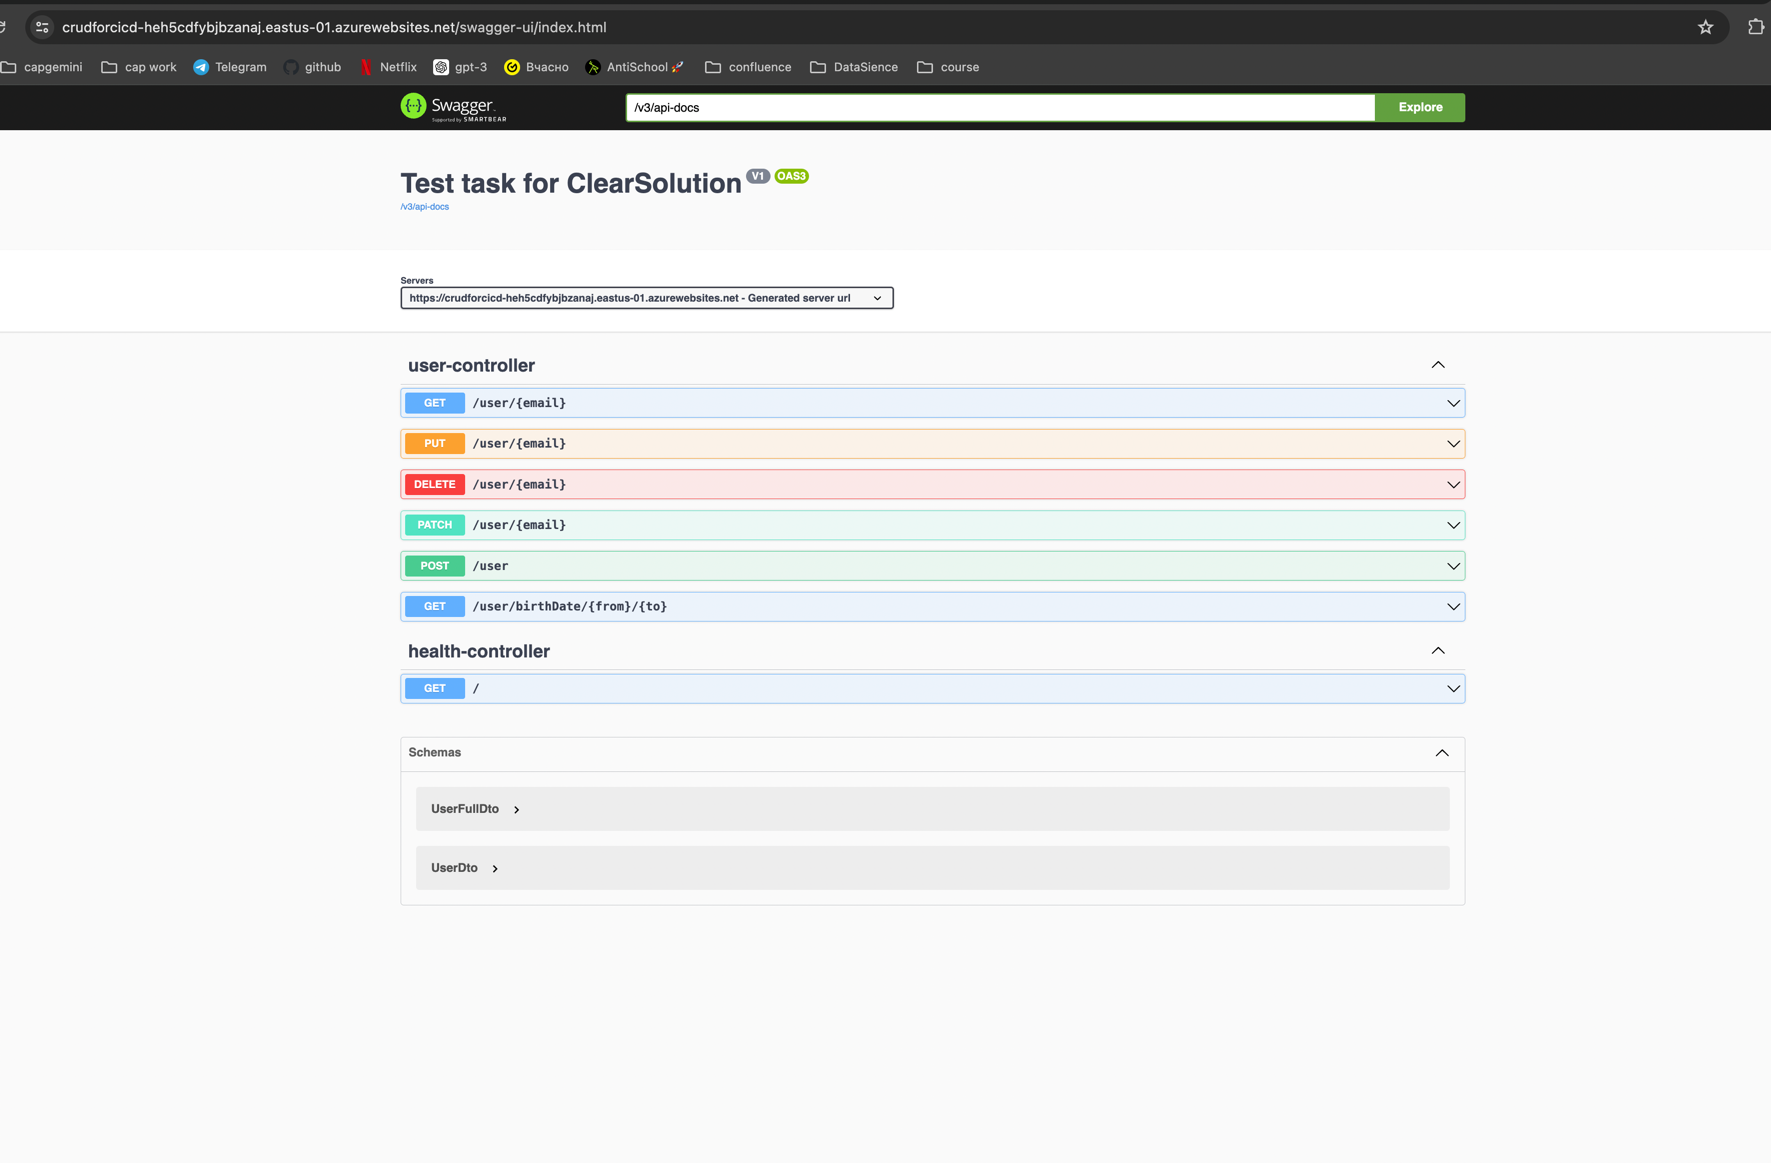 crudforcicd-heh5cdfybjbzanaj.eastus-01.azurewebsites.net/swagger-ui/index.html
capgemini cap work Telegram github Netflix gpt-3 Вчасно AntiSchool 🚀 confluence DataSience course
Swagger
Supported by SMARTBEAR
/v3/api-docs
Explore
Test task for ClearSolution V1 OAS3
/v3/api-docs
Servers
https://crudforcicd-heh5cdfybjbzanaj.eastus-01.azurewebsites.net - Generated server url
user-controller
GET /user/{email}
PUT /user/{email}
DELETE /user/{email}
PATCH /user/{email}
POST /user
GET /user/birthDate/{from}/{to}
health-controller
GET /
Schemas
UserFullDto
UserDto